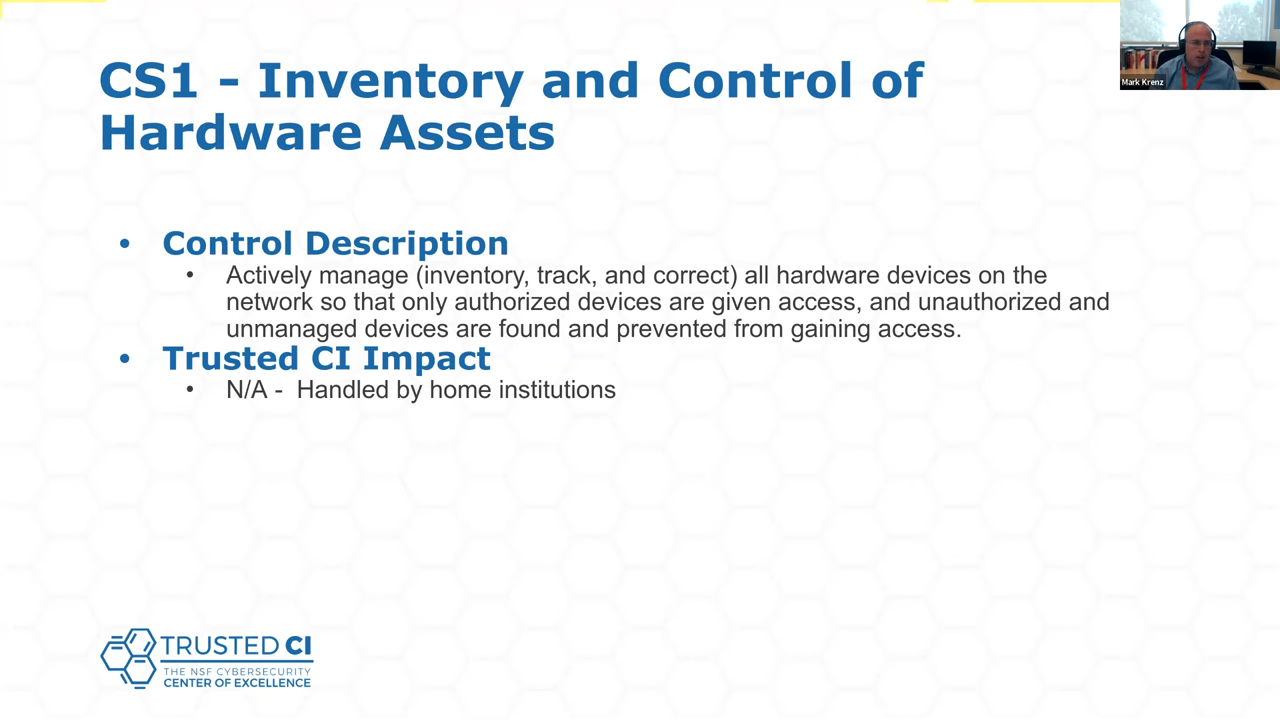 CS1 - Inventory and Control of
Hardware Assets
Mark Krenz
• Control Description
• Actively manage (inventory, track, and correct) all hardware devices on the
network so that only authorized devices are given access, and unauthorized and
unmanaged devices are found and prevented from gaining access.
• Trusted CI Impact
• N/A - Handled by home institutions
TRUSTED CI
THE NSF CYBERSECURITY
CENTER OF EXCELLENCE